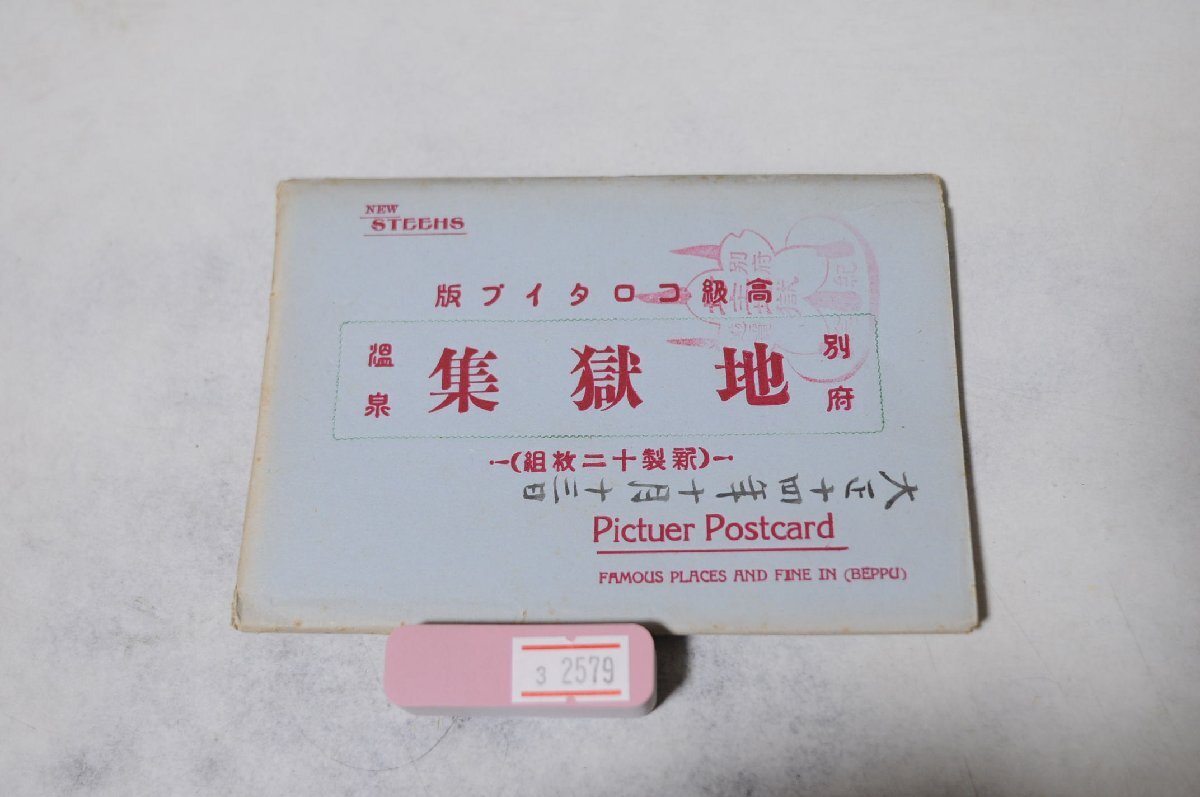 NEW
STEEHS
高級コロタイプ版
別府
地獄集
温泉
(新製十二枚組)
大正十四年十月十三日
Pictuer Postcard
FAMOUS PLACES AND FINE IN (BEPPU)
3 2579